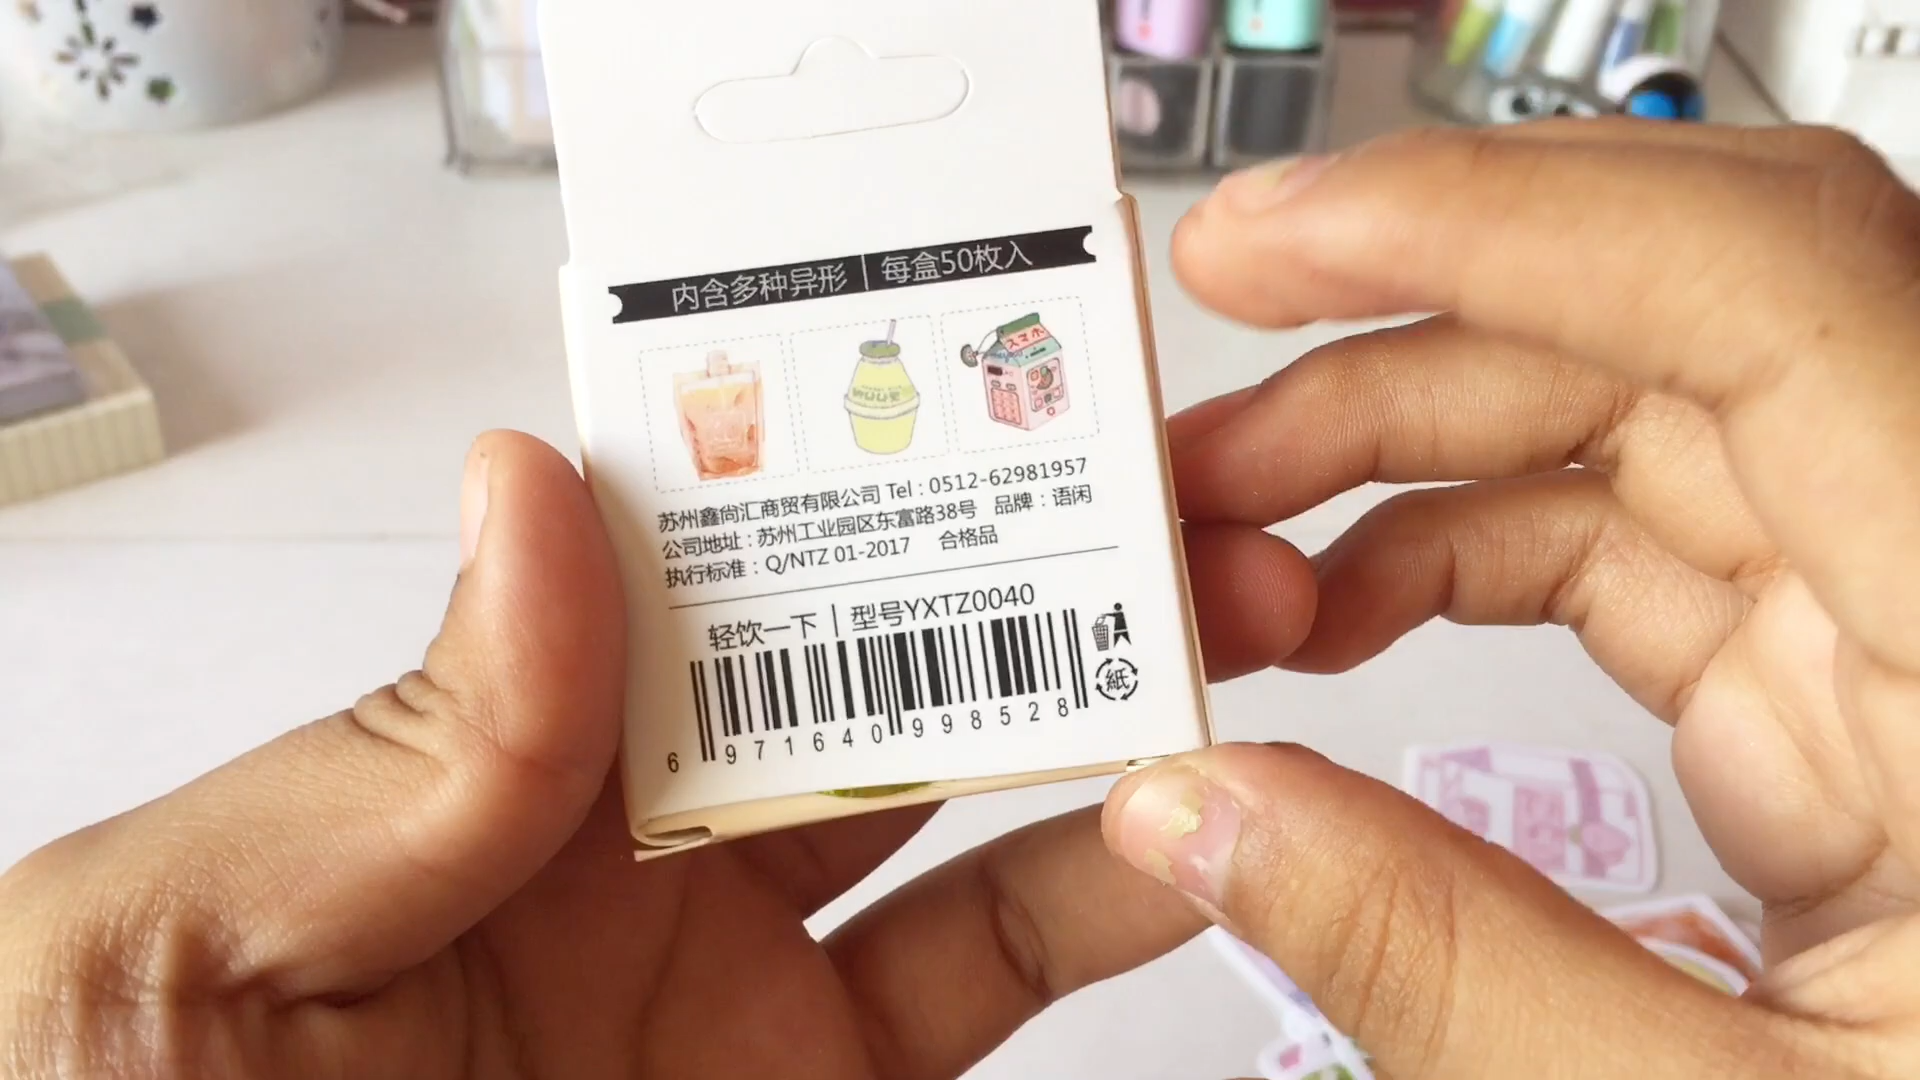 内含多种异形 | 每盒50枚入
スマホ
苏州鑫尚汇商贸有限公司 Tel : 0512-62981957
公司地址 : 苏州工业园区东富路38号 品牌 : 语闲
执行标准 : Q/NTZ 01-2017 合格品
轻饮一下 | 型号YXTZ0040
6 971640 998528
紙